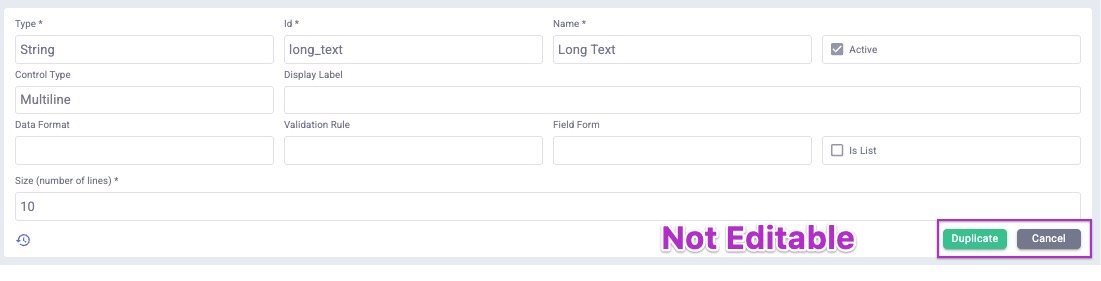 Type * Id * Name *
String long_text Long Text Active
Control Type Display Label
Multiline
Data Format Validation Rule Field Form
Is List
Size (number of lines) *
10
Not Editable Duplicate Cancel